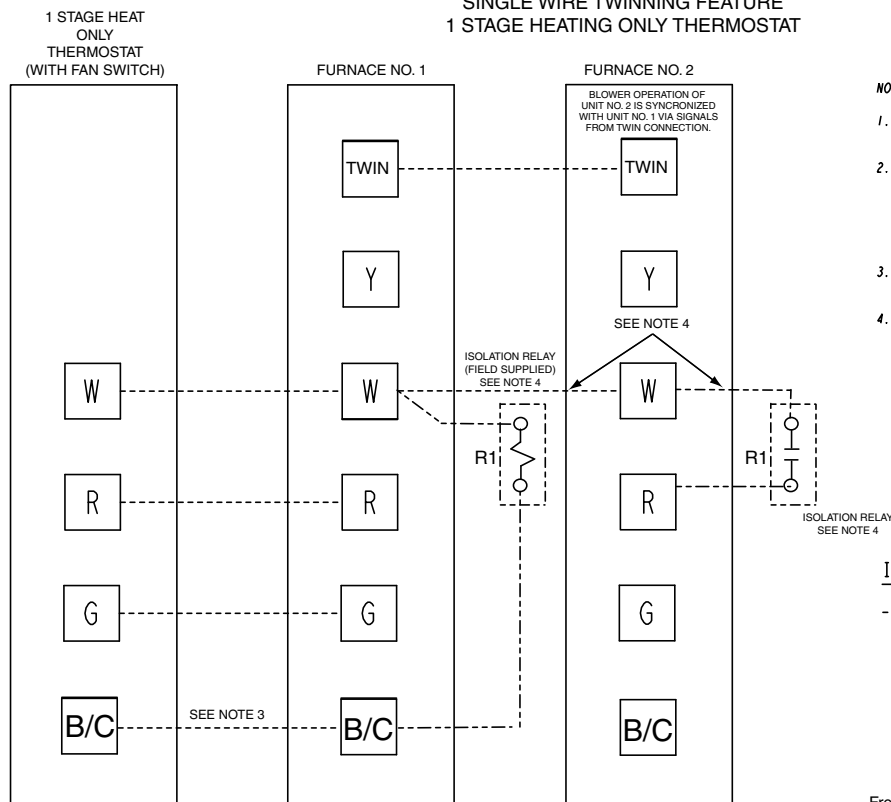 SINGLE WIRE TWINNING FEATURE
1 STAGE HEATING ONLY THERMOSTAT
1 STAGE HEAT
ONLY
THERMOSTAT
(WITH FAN SWITCH)
FURNACE NO. 1
FURNACE NO. 2
BLOWER OPERATION OF
UNIT NO. 2 IS SYNCRONIZED
WITH UNIT NO. 1 VIA SIGNALS
FROM TWIN CONNECTION.
NO
1.
2.
3.
4.
TWIN
TWIN
Y
Y
SEE NOTE 4
ISOLATION RELAY
(FIELD SUPPLIED)
SEE NOTE 4
W
W
W
R1
R1
R
R
R
ISOLATION RELAY
SEE NOTE 4
I
-
G
G
G
SEE NOTE 3
B/C
B/C
B/C
Fro